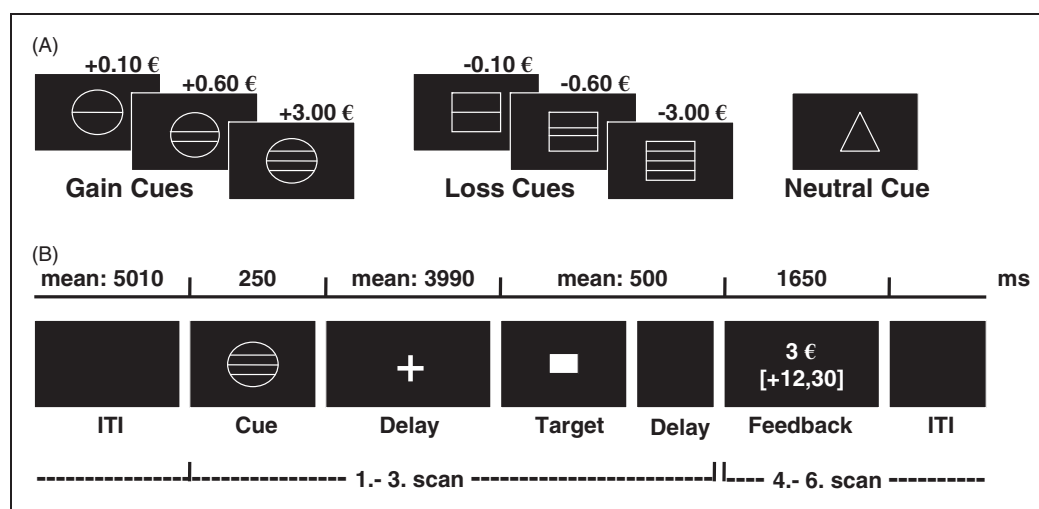 (A)
+0.10 €
+0.60 €
+3.00 €
Gain Cues
-0.10 €
-0.60 €
-3.00 €
Loss Cues
Neutral Cue
(B)
mean: 5010 250 mean: 3990 mean: 500 1650 ms
3 €
[+12,30]
ITI Cue Delay Target Delay Feedback ITI
1.- 3. scan 4.- 6. scan